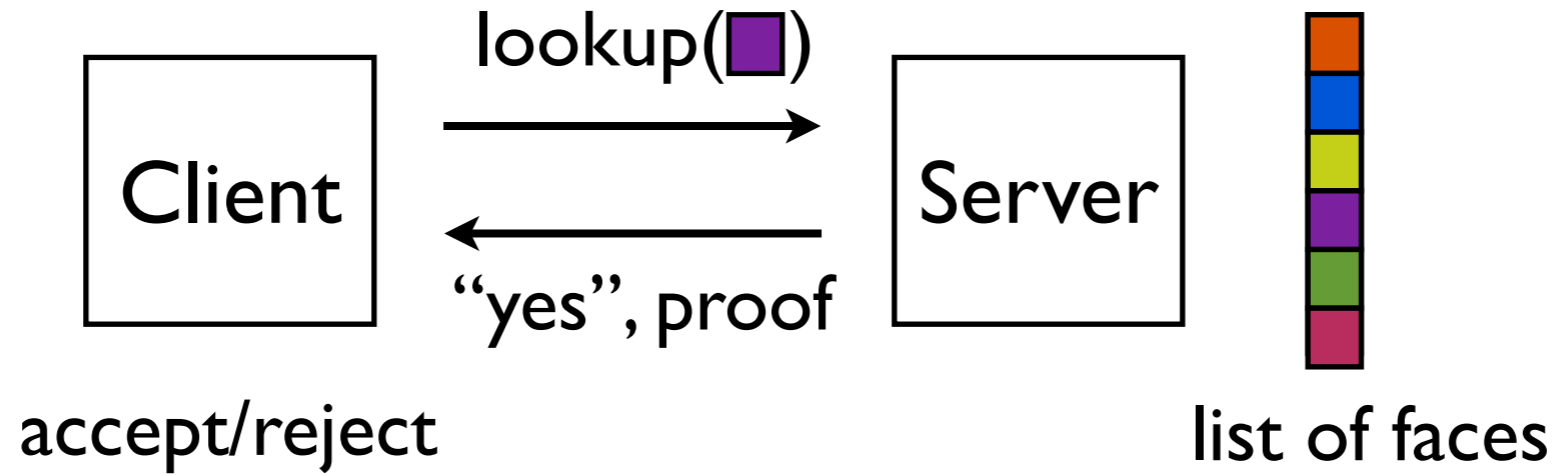 lookup( )
Client
Server
“yes”, proof
accept/reject
list of faces